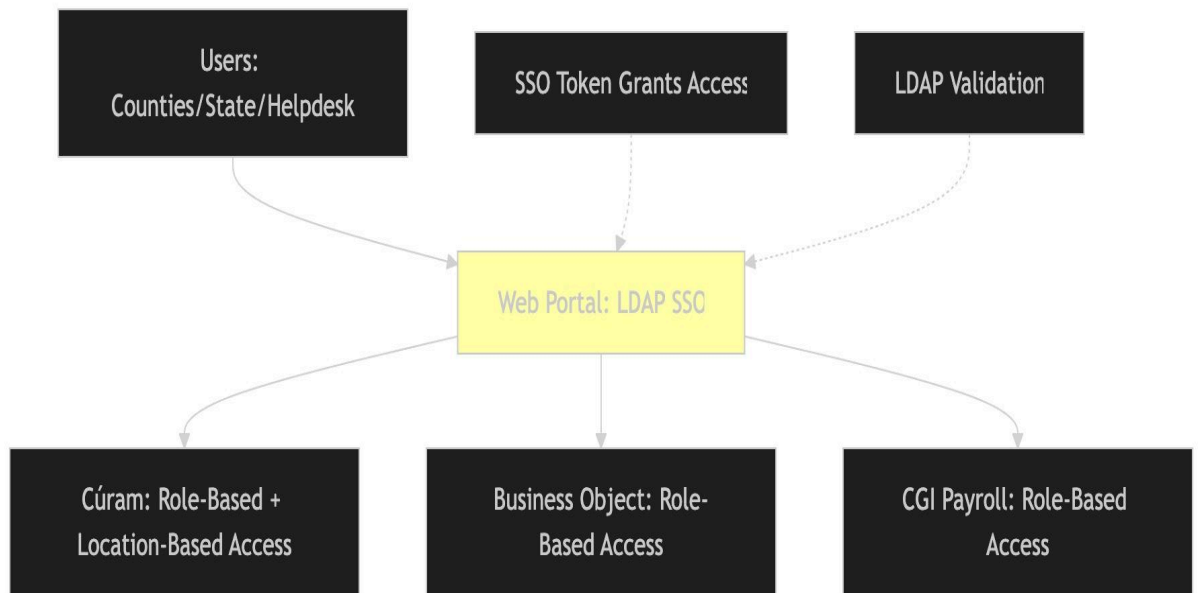 Users:
Counties/State/Helpdesk
SSO Token Grants Access
LDAP Validation
Web Portal: LDAP SSO
Cúram: Role-Based +
Location-Based Access
Business Object: Role-
Based Access
CGI Payroll: Role-Based
Access